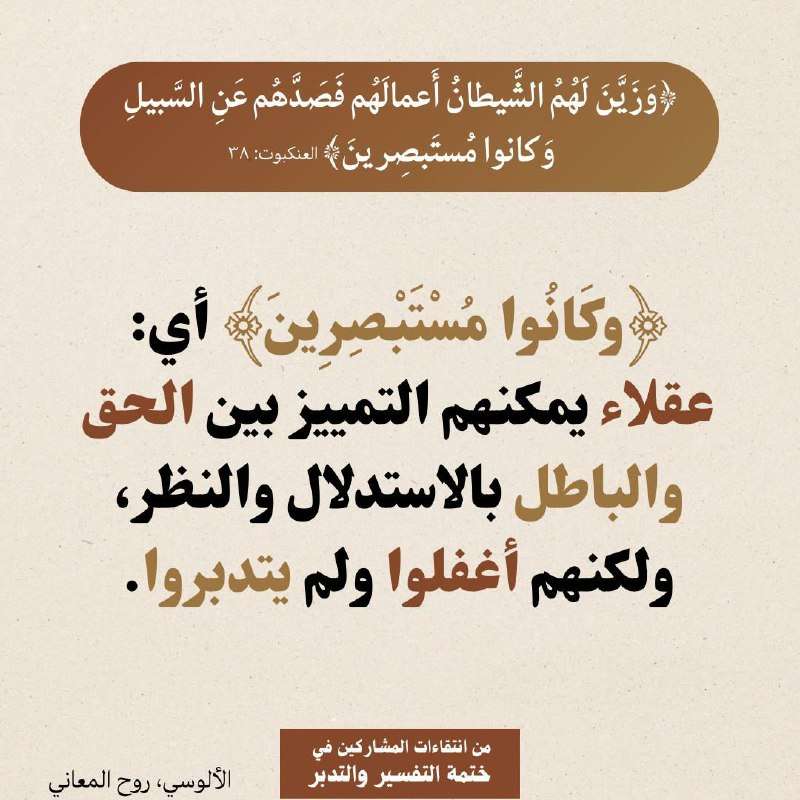 ﴿وَزَيَّنَ لَهُمُ الشَّيطانُ أَعمالَهُم فَصَدَّهُم عَنِ السَّبيلِ
وَكانوا مُستَبصِرينَ﴾ العنكبوت: ٣٨
﴿وكَانُوا مُسْتَبْصِرِينَ﴾ أي:
عقلاء يمكنهم التمييز بين الحق
والباطل بالاستدلال والنظر،
ولكنهم أغفلوا ولم يتدبروا.
من انتقاءات المشاركين في
ختمة التفسير والتدبر
الألوسي، روح المعاني